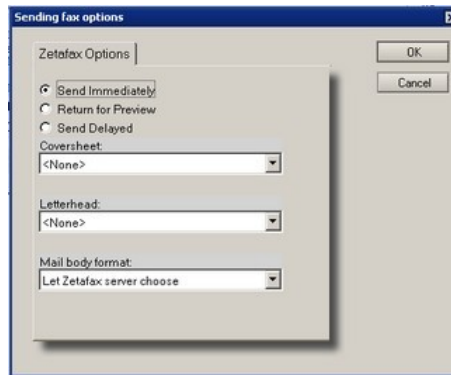 Sending fax options
Zetafax Options
OK
Cancel
Send Immediately
Return for Preview
Send Delayed
Coversheet:
<None>
Letterhead:
<None>
Mail body format:
Let Zetafax server choose